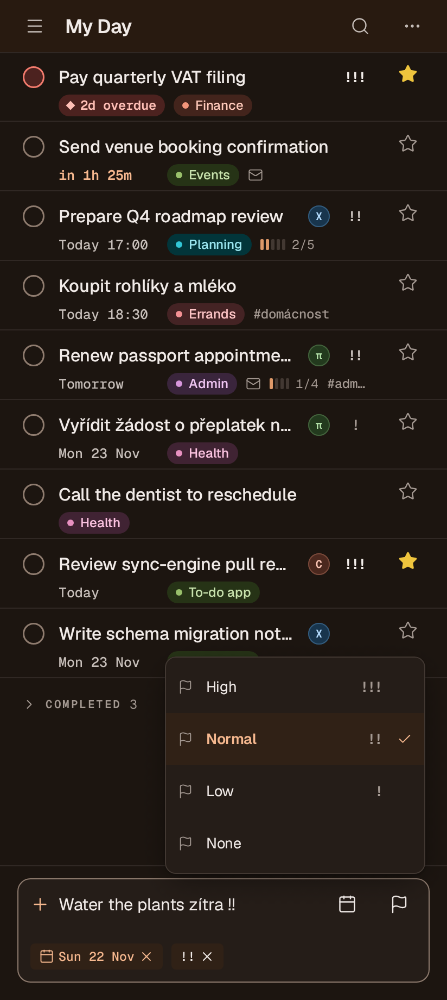 My Day
Pay quarterly VAT filing !!!
2d overdue Finance
Send venue booking confirmation
in 1h 25m Events
Prepare Q4 roadmap review X !!
Today 17:00 Planning 2/5
Koupit rohlíky a mléko
Today 18:30 Errands #domácnost
Renew passport appointme… π !!
Tomorrow Admin 1/4 #adm…
Vyřídit žádost o přeplatek n… π !
Mon 23 Nov Health
Call the dentist to reschedule
Health
Review sync-engine pull re… C !!!
Today To-do app
Write schema migration not… X
Mon 23 Nov
High !!!
COMPLETED 3
Normal !!
Low !
None
Water the plants zítra !!
Sun 22 Nov !!